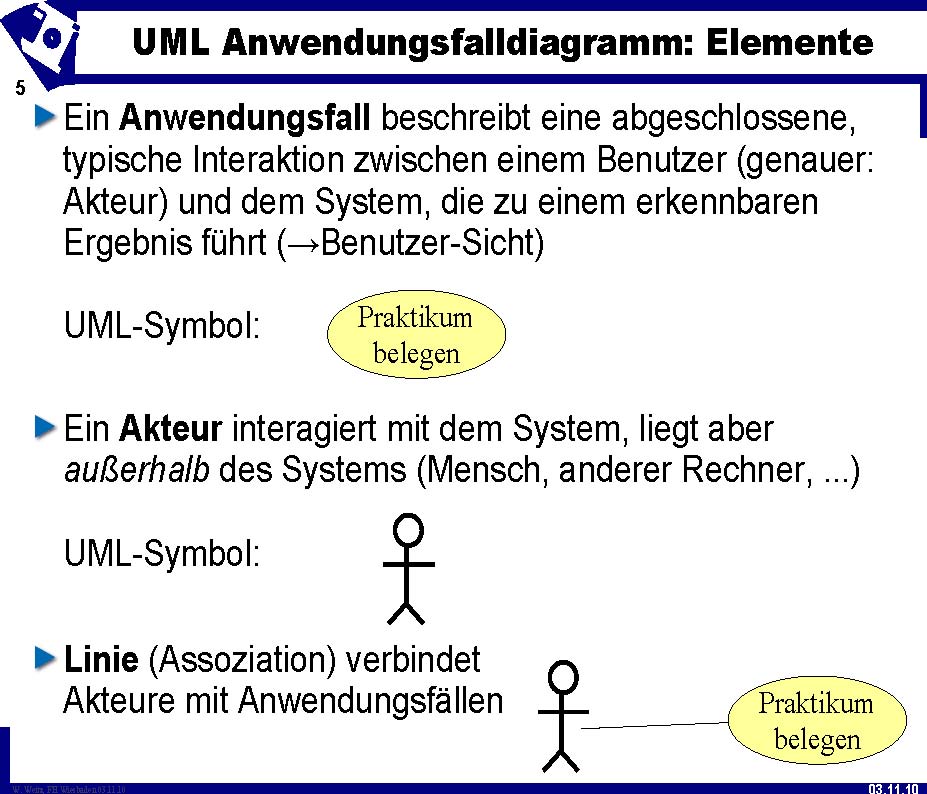 UML Anwendungsfalldiagramm: Elemente
5
Ein Anwendungsfall beschreibt eine abgeschlossene,
typische Interaktion zwischen einem Benutzer (genauer:
Akteur) und dem System, die zu einem erkennbaren
Ergebnis führt (→Benutzer-Sicht)
UML-Symbol:
Praktikum
belegen
Ein Akteur interagiert mit dem System, liegt aber
außerhalb des Systems (Mensch, anderer Rechner, ...)
UML-Symbol:
Linie (Assoziation) verbindet
Akteure mit Anwendungsfällen
Praktikum
belegen
W. Weitz, FH Wiesbaden 03.11.10
03.11.10